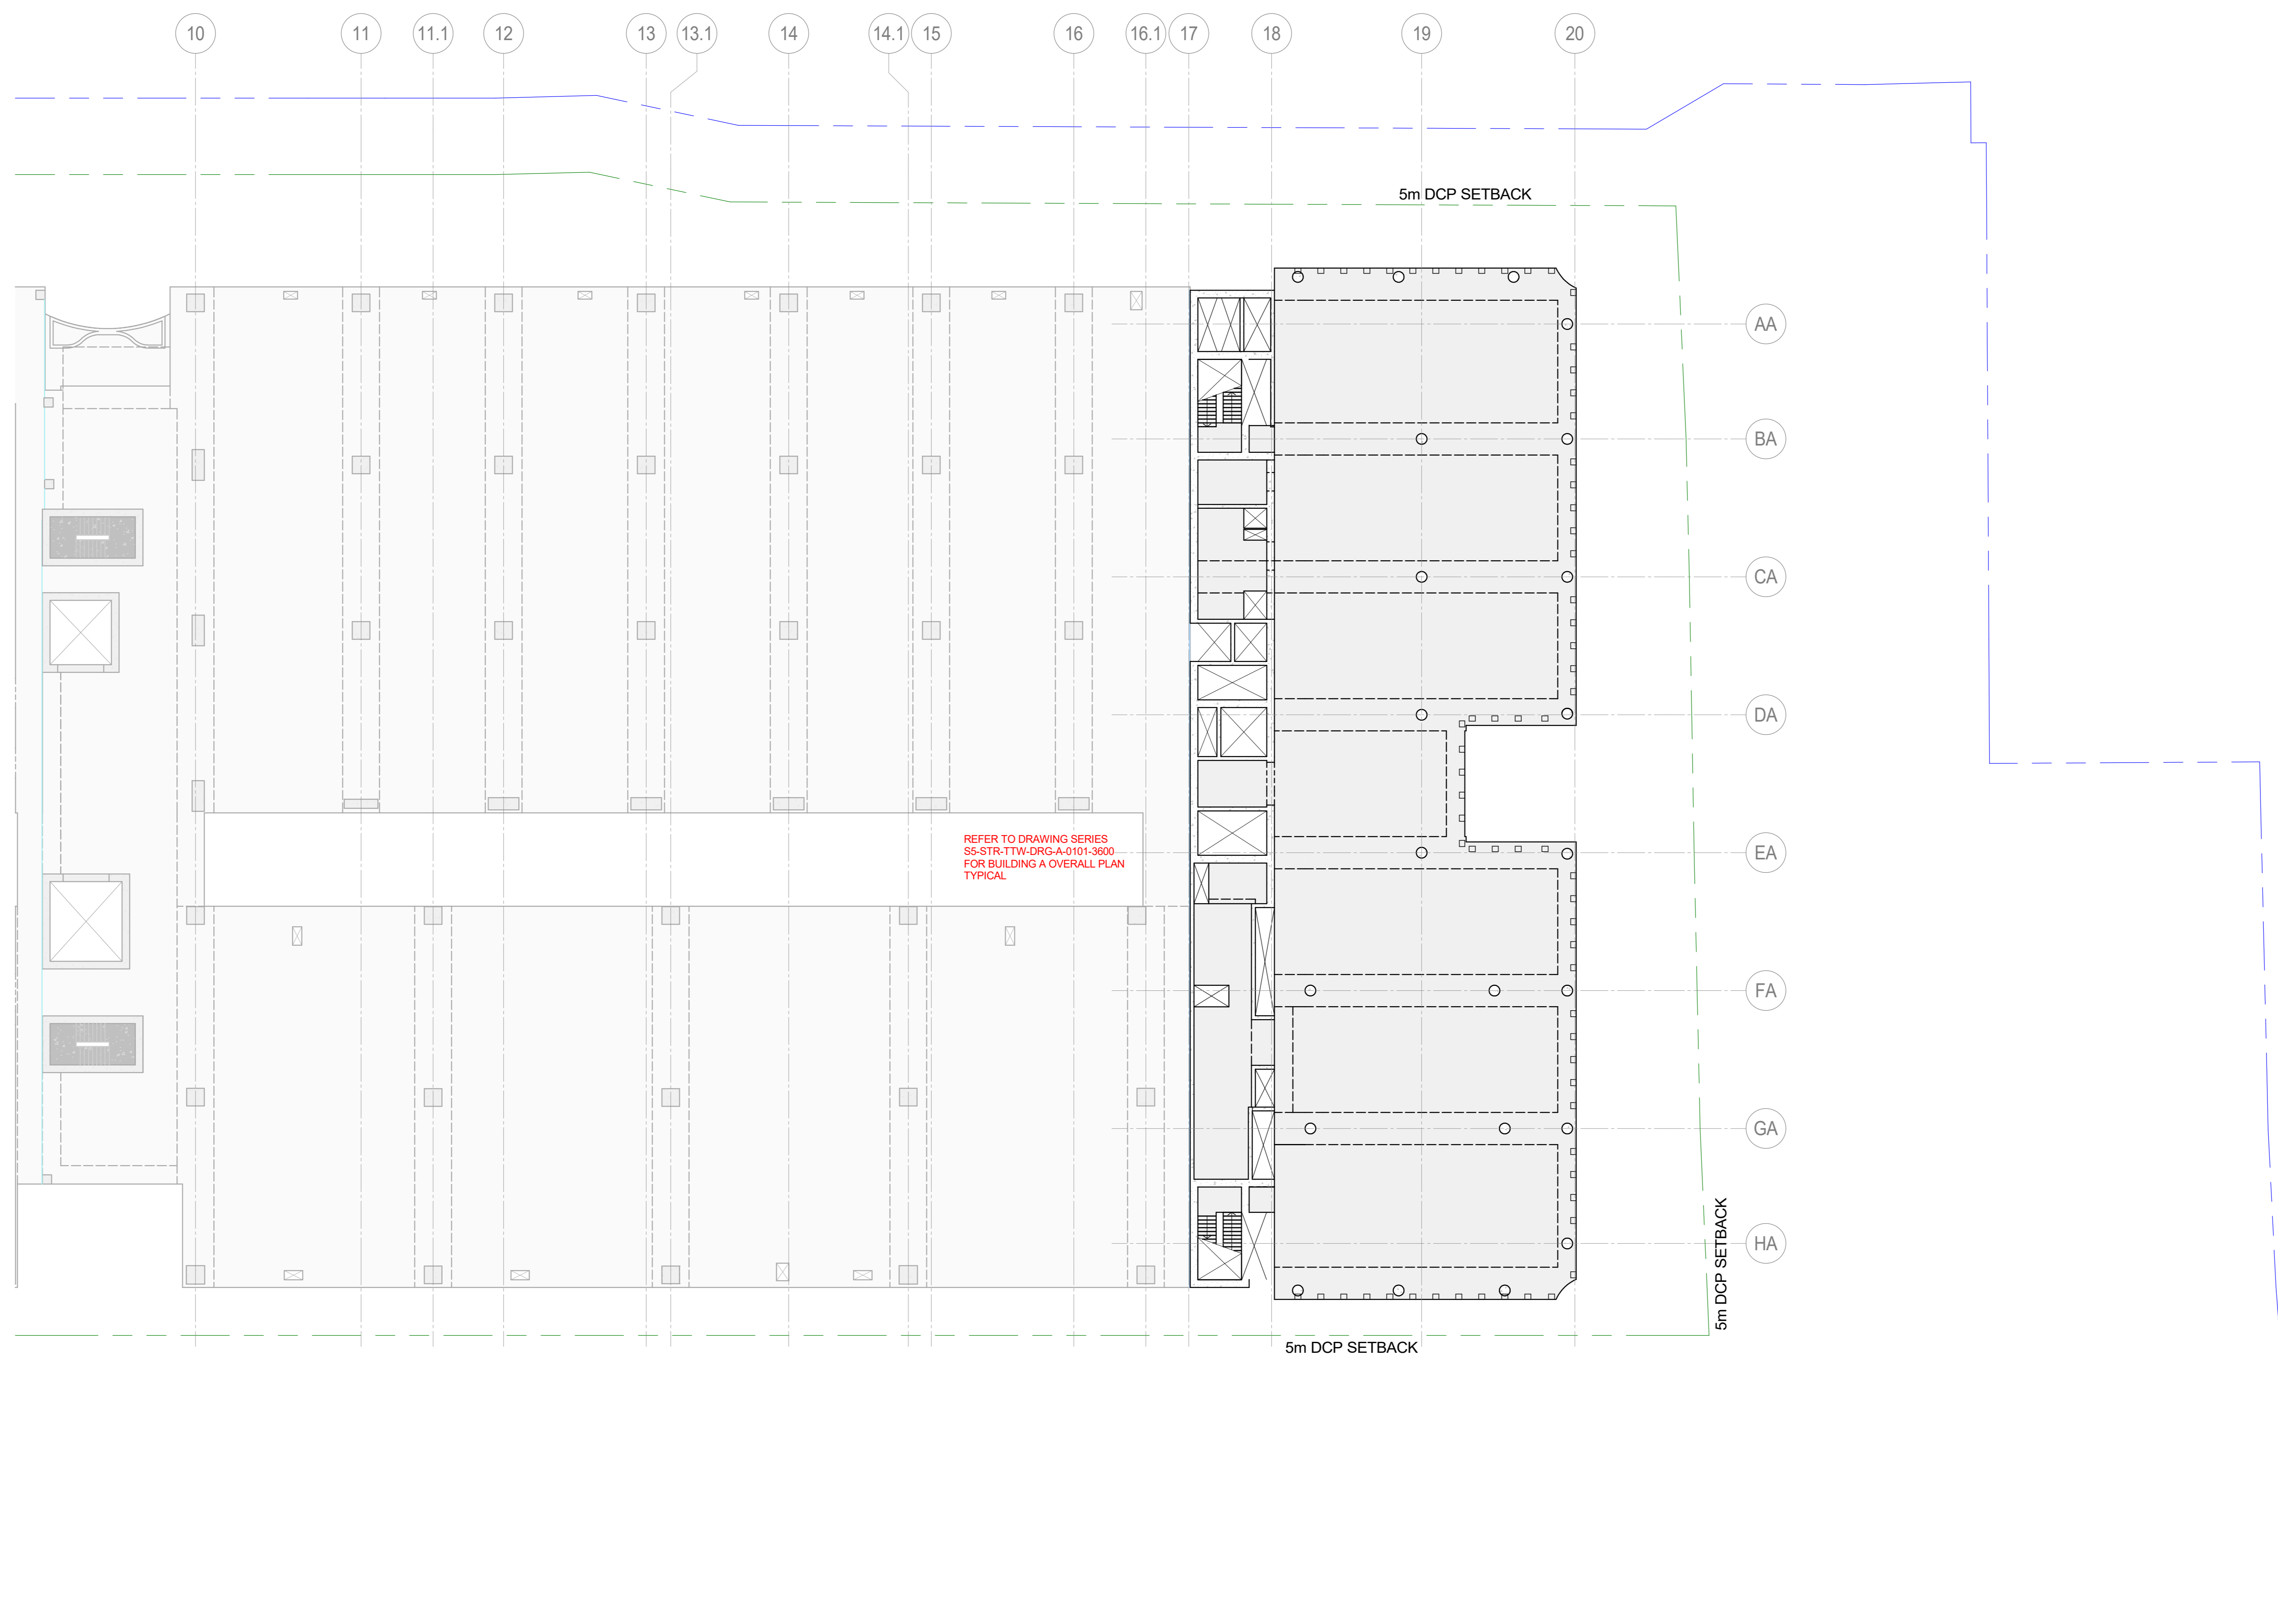 10
11
11.1
12
13
13.1
14
14.1
15
16
16.1
17
18
19
20
5m DCP SETBACK
AA
BA
CA
DA
REFER TO DRAWING SERIES
S5-STR-TTW-DRG-A-0101-3600
FOR BUILDING A OVERALL PLAN
TYPICAL
EA
FA
GA
HA
5m DCP SETBACK
5m DCP SETBACK